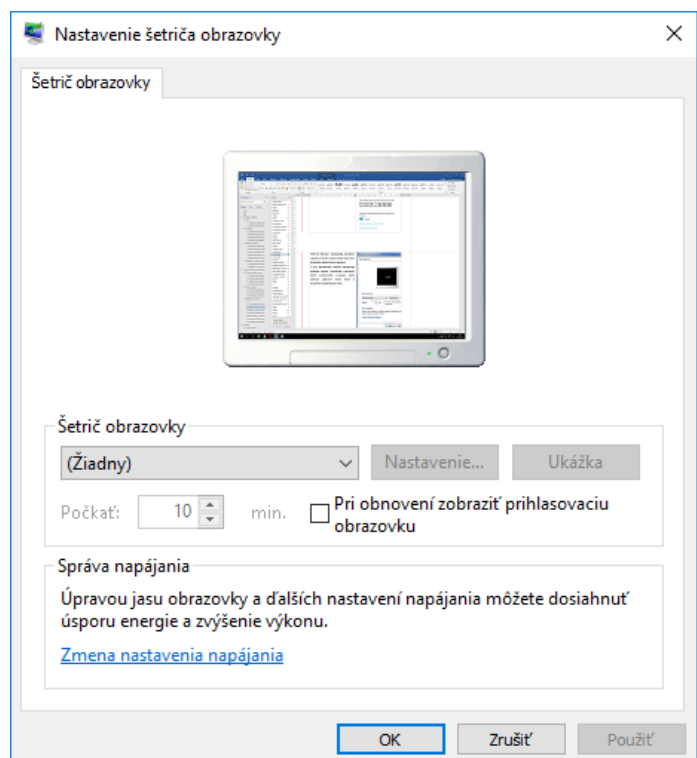 Nastavenie šetriča obrazovky
Šetrič obrazovky
Šetrič obrazovky
(Žiadny)
Nastavenie...
Ukážka
Počkať:
10
min.
Pri obnovení zobraziť prihlasovaciu
obrazovku
Správa napájania
Úpravou jasu obrazovky a ďalších nastavení napájania môžete dosiahnuť
úsporu energie a zvýšenie výkonu.
Zmena nastavenia napájania
OK
Zrušiť
Použiť